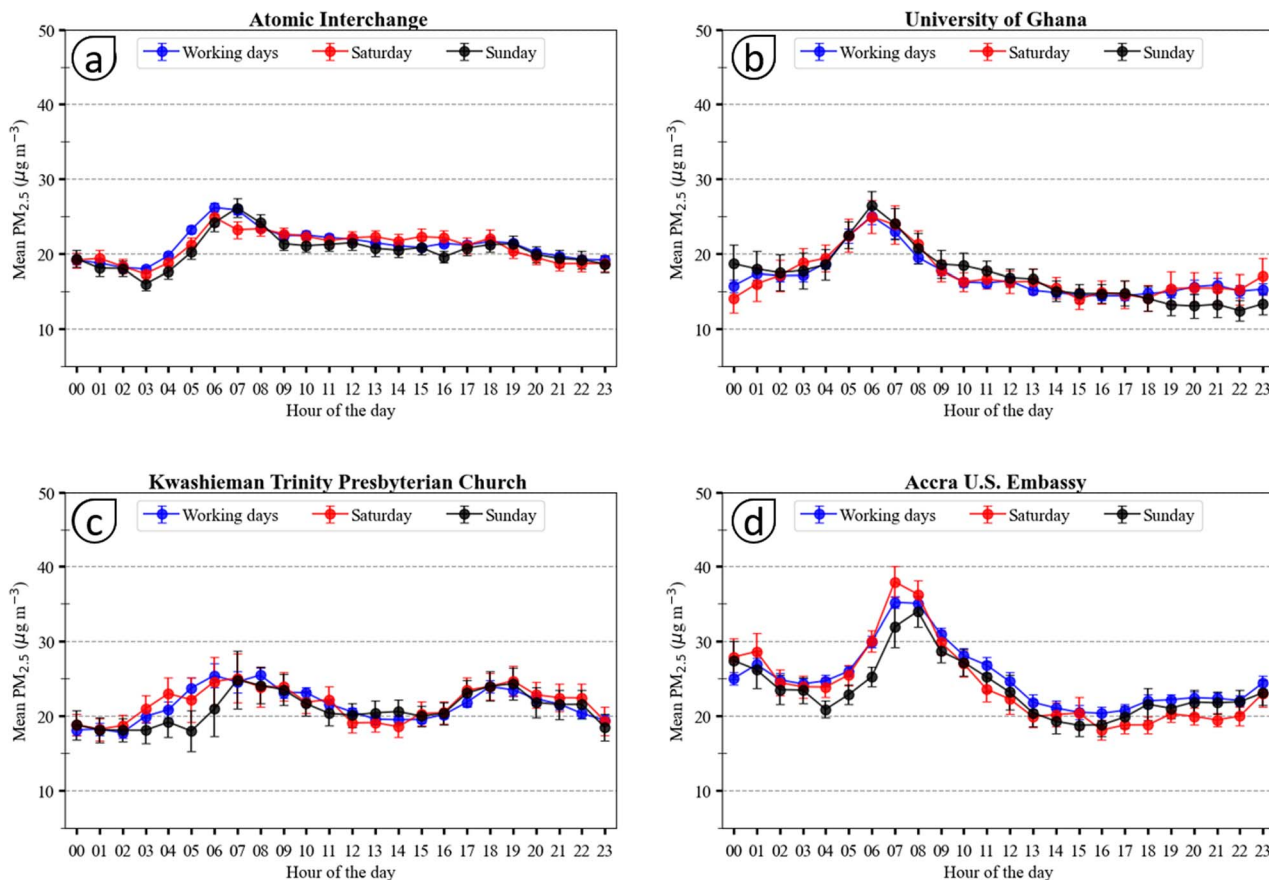 Atomic Interchange
a
Working days Saturday Sunday
Mean PM2.5 (μg m−3)
50
40
30
20
10
00 01 02 03 04 05 06 07 08 09 10 11 12 13 14 15 16 17 18 19 20 21 22 23
Hour of the day
University of Ghana
b
Working days Saturday Sunday
Mean PM2.5 (μg m−3)
50
40
30
20
10
00 01 02 03 04 05 06 07 08 09 10 11 12 13 14 15 16 17 18 19 20 21 22 23
Hour of the day
Kwashieman Trinity Presbyterian Church
c
Working days Saturday Sunday
Mean PM2.5 (μg m−3)
50
40
30
20
10
00 01 02 03 04 05 06 07 08 09 10 11 12 13 14 15 16 17 18 19 20 21 22 23
Hour of the day
Accra U.S. Embassy
d
Working days Saturday Sunday
Mean PM2.5 (μg m−3)
50
40
30
20
10
00 01 02 03 04 05 06 07 08 09 10 11 12 13 14 15 16 17 18 19 20 21 22 23
Hour of the day